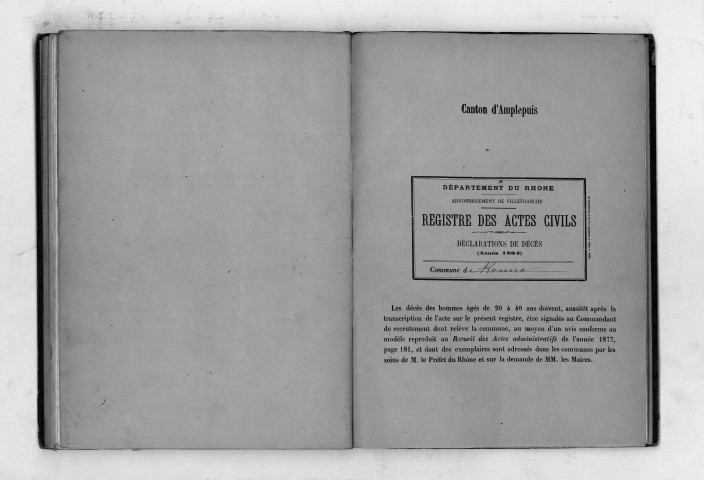 Canton d'Amplepuis
DÉPARTEMENT DU RHONE
ARRONDISSEMENT DE VILLEFRANCHE
REGISTRE DES ACTES CIVILS
DÉCLARATIONS DE DÉCÈS
(Année 1884)
Commune de Ronno
Les décès des hommes âgés de 20 à 40 ans doivent, aussitôt après la
transcription de l'acte sur le présent registre, être signalés au Commandant
de recrutement dont relève la commune, au moyen d'un avis conforme au
modèle reproduit au Recueil des Actes administratifs de l'année 1877,
page 181, et dont des exemplaires sont adressés dans les communes par les
soins de M. le Préfet du Rhône et sur la demande de MM. les Maires.